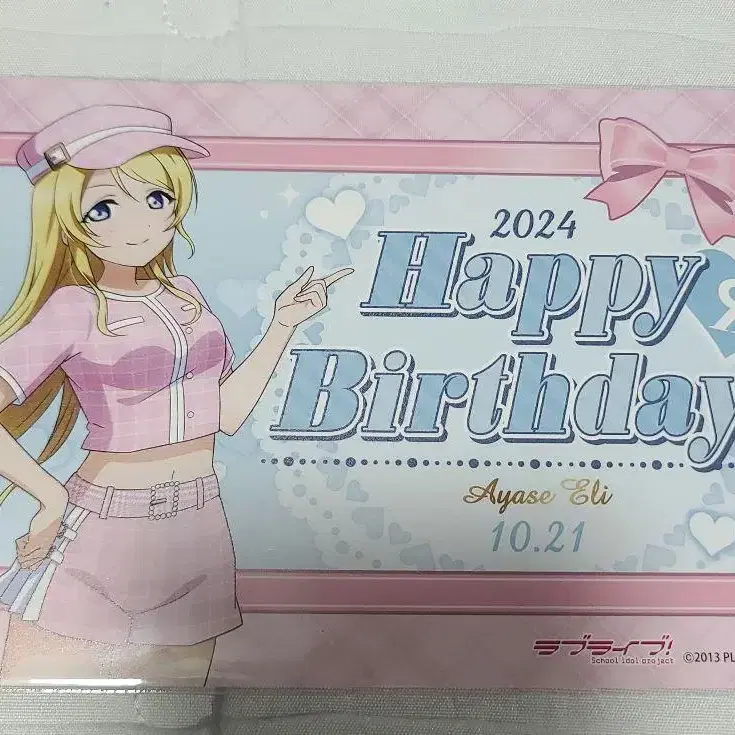 2024
Happy
Birthday
Ayase Eli
10.21
ラブライブ!
School idol project
©2013 PL